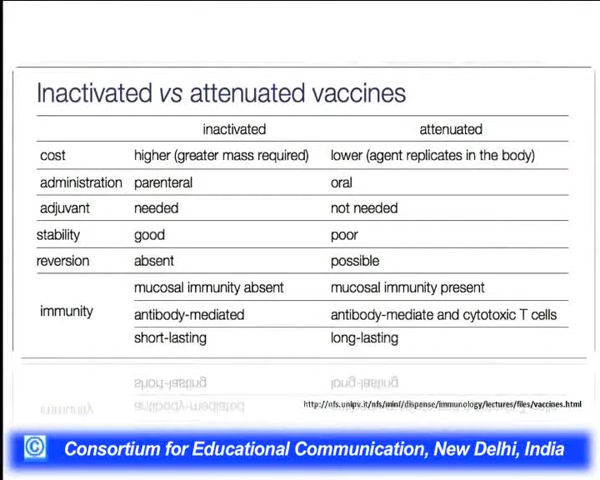 Inactivated vs attenuated vaccines
inactivated attenuated
cost higher (greater mass required) lower (agent replicates in the body)
administration parenteral oral
adjuvant needed not needed
stability good poor
reversion absent possible
mucosal immunity absent mucosal immunity present
immunity antibody-mediated antibody-mediate and cytotoxic T cells
short-lasting long-lasting
http://nfs.unipv.it/nfs/minf/dispense/immunology/lectures/files/vaccines.html
© Consortium for Educational Communication, New Delhi, India